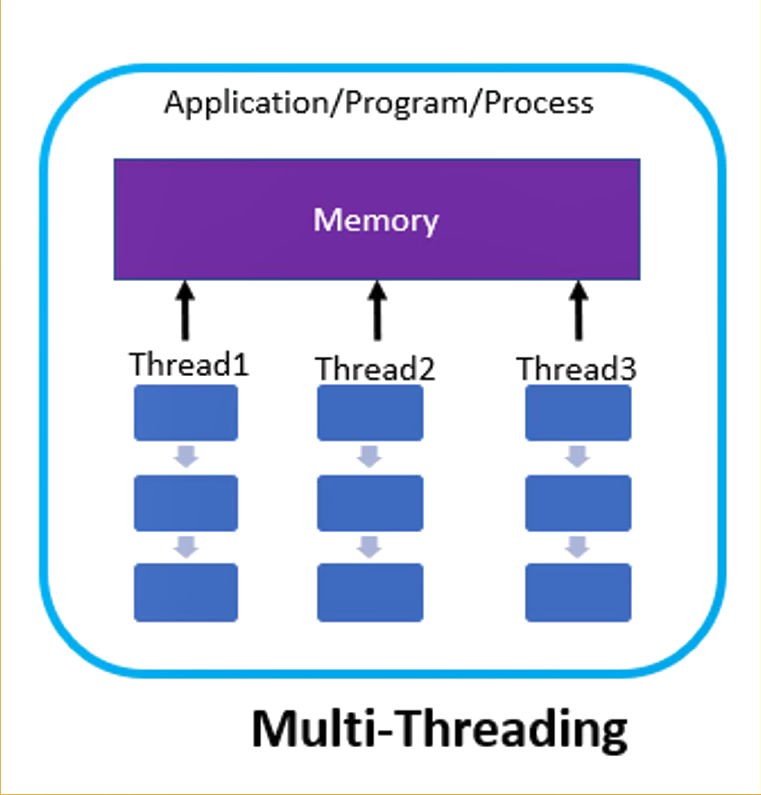 Application/Program/Process
Memory
Thread1
Thread2
Thread3
Multi-Threading